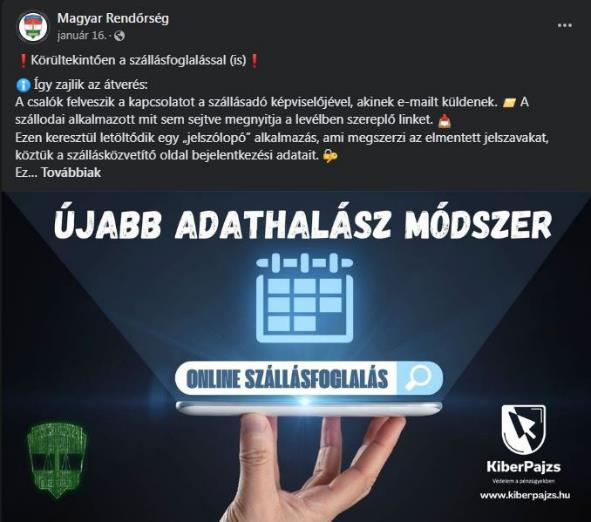 Magyar Rendőrség
január 16. ·
❗Körültekintően a szállásfoglalással (is)❗
ℹ️ Így zajlik az átverés:
A csalók felveszik a kapcsolatot a szállásadó képviselőjével, akinek e-mailt küldenek. A
szállodai alkalmazott mit sem sejtve megnyitja a levélben szereplő linket.
Ezen keresztül letöltődik egy „jelszólopó" alkalmazás, ami megszerzi az elmentett jelszavakat,
köztük a szállásközvetítő oldal bejelentkezési adatait.
Ez... Továbbiak
ÚJABB ADATHALÁSZ MÓDSZER
ONLINE SZÁLLÁSFOGLALÁS
KiberPajzs
Védelem a pénzügyekben
www.kiberpajzs.hu